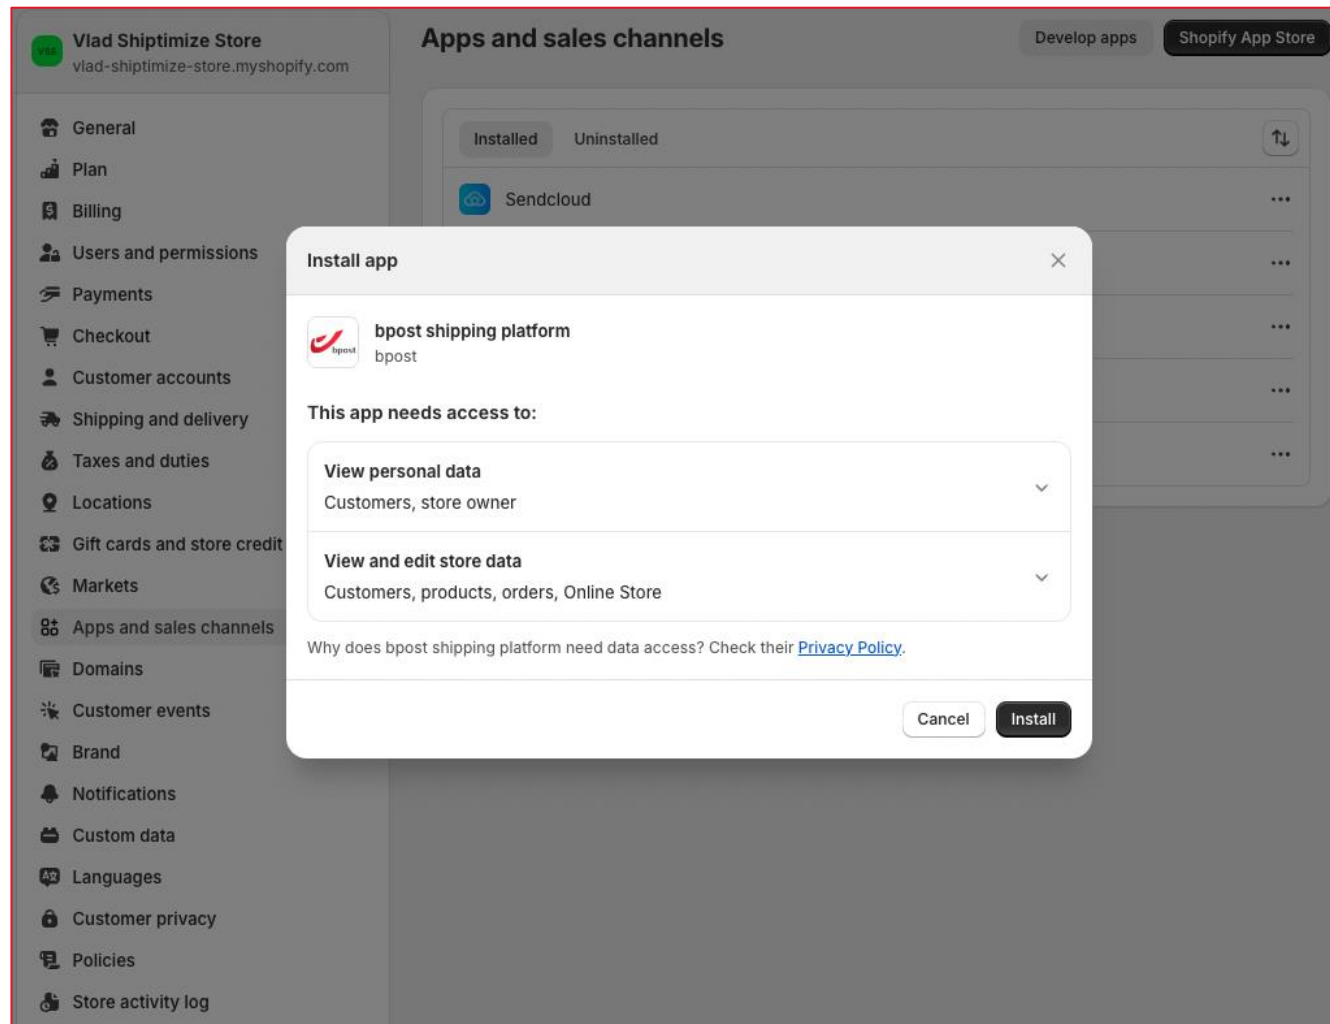 VSS
Vlad Shiptimize Store
vlad-shiptimize-store.myshopify.com
General
Plan
Billing
Users and permissions
Payments
Checkout
Customer accounts
Shipping and delivery
Taxes and duties
Locations
Gift cards and store credit
Markets
Apps and sales channels
Domains
Customer events
Brand
Notifications
Custom data
Languages
Customer privacy
Policies
Store activity log
Apps and sales channels
Develop apps
Shopify App Store
Installed Uninstalled
Sendcloud
Install app
bpost
bpost shipping platform
bpost
This app needs access to:
View personal data
Customers, store owner
View and edit store data
Customers, products, orders, Online Store
Why does bpost shipping platform need data access? Check their Privacy Policy.
Cancel
Install